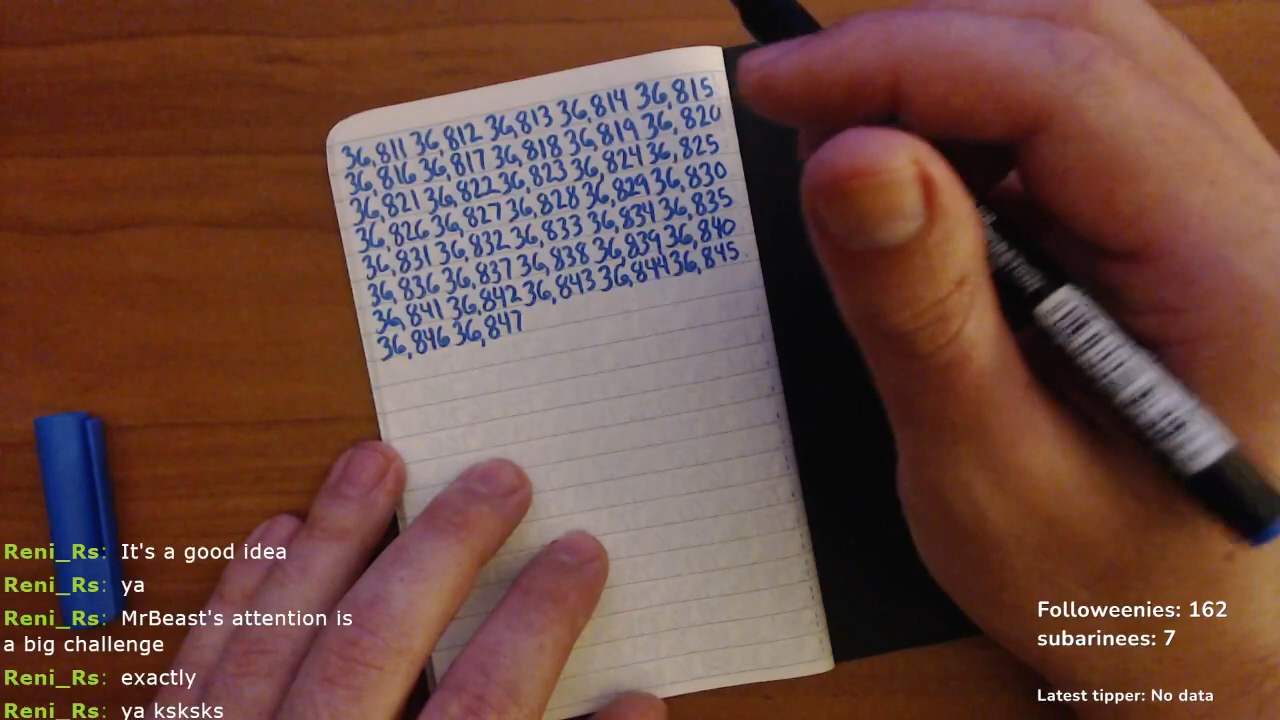 36,811 36,812 36,813 36,814 36,815
36,816 36,817 36,818 36,819 36,820
36,821 36,822 36,823 36,824 36,825
36,826 36,827 36,828 36,829 36,830
36,831 36,832 36,833 36,834 36,835
36,836 36,837 36,838 36,839 36,840
36,841 36,842 36,843 36,844 36,845
36,846 36,847
Reni_Rs: It's a good idea
Reni_Rs: ya
Reni_Rs: MrBeast's attention is
a big challenge
Reni_Rs: exactly
Reni_Rs: ya ksksks
Followeenies: 162
subarinees: 7
Latest tipper: No data